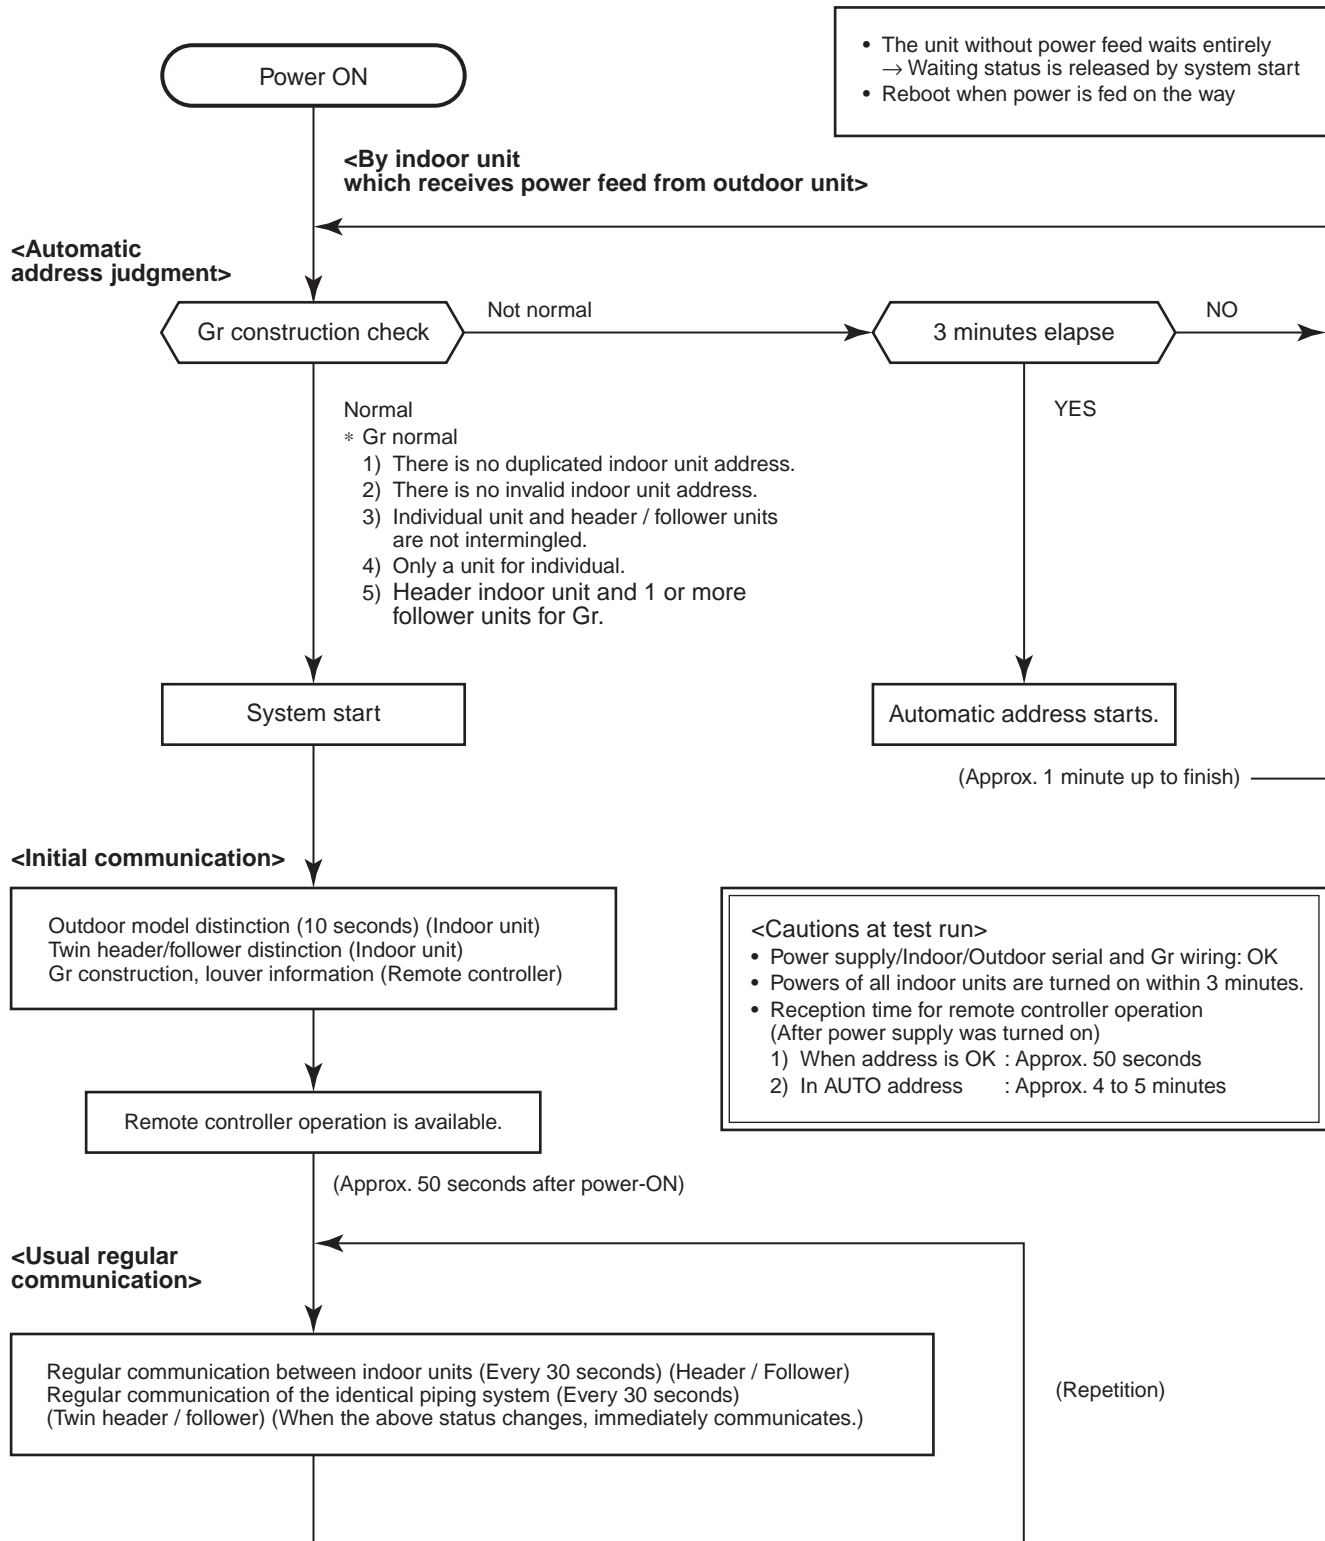 Power ON
• The unit without power feed waits entirely
→ Waiting status is released by system start
• Reboot when power is fed on the way
<By indoor unit
which receives power feed from outdoor unit>
<Automatic
address judgment>
Gr construction check
Not normal
3 minutes elapse
NO
Normal
* Gr normal
1) There is no duplicated indoor unit address.
2) There is no invalid indoor unit address.
3) Individual unit and header / follower units
are not intermingled.
4) Only a unit for individual.
5) Header indoor unit and 1 or more
follower units for Gr.
YES
System start
Automatic address starts.
(Approx. 1 minute up to finish)
<Initial communication>
Outdoor model distinction (10 seconds) (Indoor unit)
Twin header/follower distinction (Indoor unit)
Gr construction, louver information (Remote controller)
<Cautions at test run>
• Power supply/Indoor/Outdoor serial and Gr wiring: OK
• Powers of all indoor units are turned on within 3 minutes.
• Reception time for remote controller operation
(After power supply was turned on)
1) When address is OK : Approx. 50 seconds
2) In AUTO address : Approx. 4 to 5 minutes
Remote controller operation is available.
(Approx. 50 seconds after power-ON)
<Usual regular
communication>
Regular communication between indoor units (Every 30 seconds) (Header / Follower)
Regular communication of the identical piping system (Every 30 seconds)
(Twin header / follower) (When the above status changes, immediately communicates.)
(Repetition)